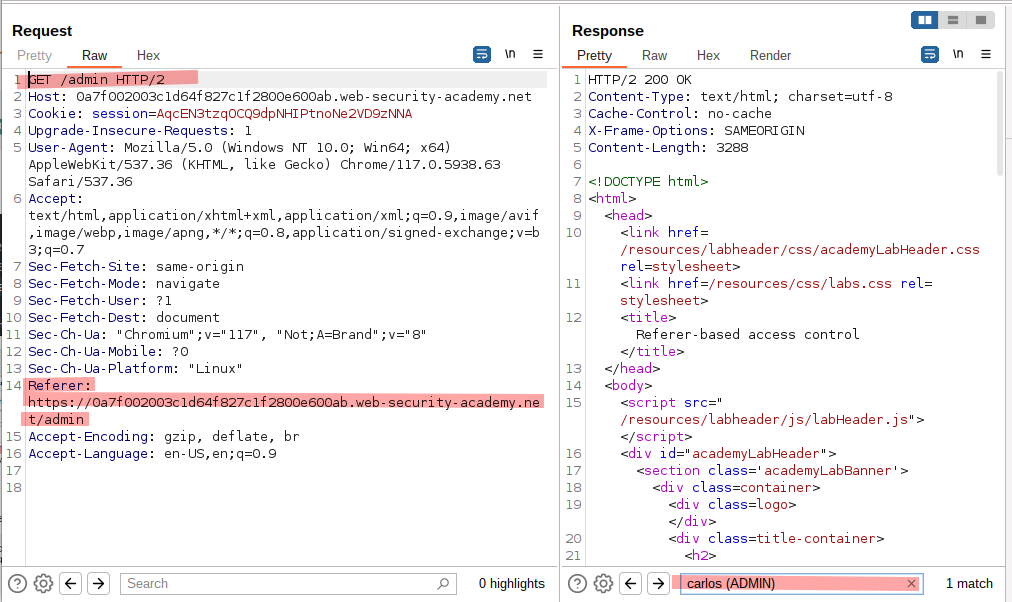 Request
Pretty Raw Hex
\n
1 GET /admin HTTP/2
2 Host: 0a7f002003c1d64f827c1f2800e600ab.web-security-academy.net
3 Cookie: session=AqcEN3tzqOCQ9dpNHIPtnoNe2VD9zNNA
4 Upgrade-Insecure-Requests: 1
5 User-Agent: Mozilla/5.0 (Windows NT 10.0; Win64; x64)
AppleWebKit/537.36 (KHTML, like Gecko) Chrome/117.0.5938.63
Safari/537.36
6 Accept:
text/html,application/xhtml+xml,application/xml;q=0.9,image/avif
,image/webp,image/apng,*/*;q=0.8,application/signed-exchange;v=b
3;q=0.7
7 Sec-Fetch-Site: same-origin
8 Sec-Fetch-Mode: navigate
9 Sec-Fetch-User: ?1
10 Sec-Fetch-Dest: document
11 Sec-Ch-Ua: "Chromium";v="117", "Not;A=Brand";v="8"
12 Sec-Ch-Ua-Mobile: ?0
13 Sec-Ch-Ua-Platform: "Linux"
14 Referer:
https://0a7f002003c1d64f827c1f2800e600ab.web-security-academy.ne
t/admin
15 Accept-Encoding: gzip, deflate, br
16 Accept-Language: en-US,en;q=0.9
17
18
Search
0 highlights
Response
Pretty Raw Hex Render
\n
1 HTTP/2 200 OK
2 Content-Type: text/html; charset=utf-8
3 Cache-Control: no-cache
4 X-Frame-Options: SAMEORIGIN
5 Content-Length: 3288
6
7 <!DOCTYPE html>
8 <html>
9 <head>
10 <link href=
/resources/labheader/css/academyLabHeader.css
rel=stylesheet>
11 <link href=/resources/css/labs.css rel=
stylesheet>
12 <title>
Referer-based access control
</title>
13 </head>
14 <body>
15 <script src="
/resources/labheader/js/labHeader.js">
</script>
16 <div id="academyLabHeader">
17 <section class='academyLabBanner'>
18 <div class=container>
19 <div class=logo>
</div>
20 <div class=title-container>
21 <h2>
carlos (ADMIN)
1 match